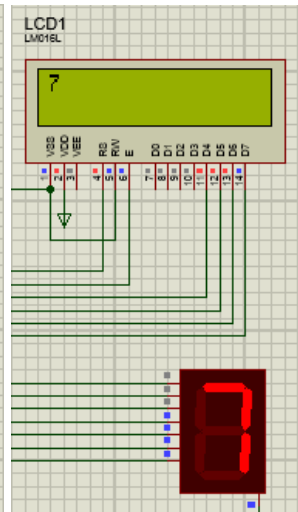 LCD1
LM016L
7
VSS VDD VEE RS RW E D0 D1 D2 D3 D4 D5 D6 D7
1 2 3 4 5 6 7 8 9 10 11 12 13 14
7